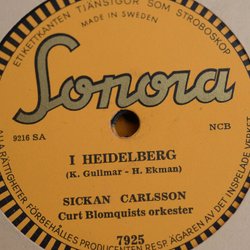 ETIKETTKANTEN TJÄNSTGÖR SOM STROBOSKOP
MADE IN SWEDEN
Sonora
9216 SA
NCB
I HEIDELBERG
(K. Gullmar - H. Ekman)
SICKAN CARLSSON
Curt Blomquists orkester
7925
ALLA RÄTTIGHETER FÖRBEHÅLLES PRODUCENTEN RESP. ÄGAREN AV DET INSPELADE VERKET